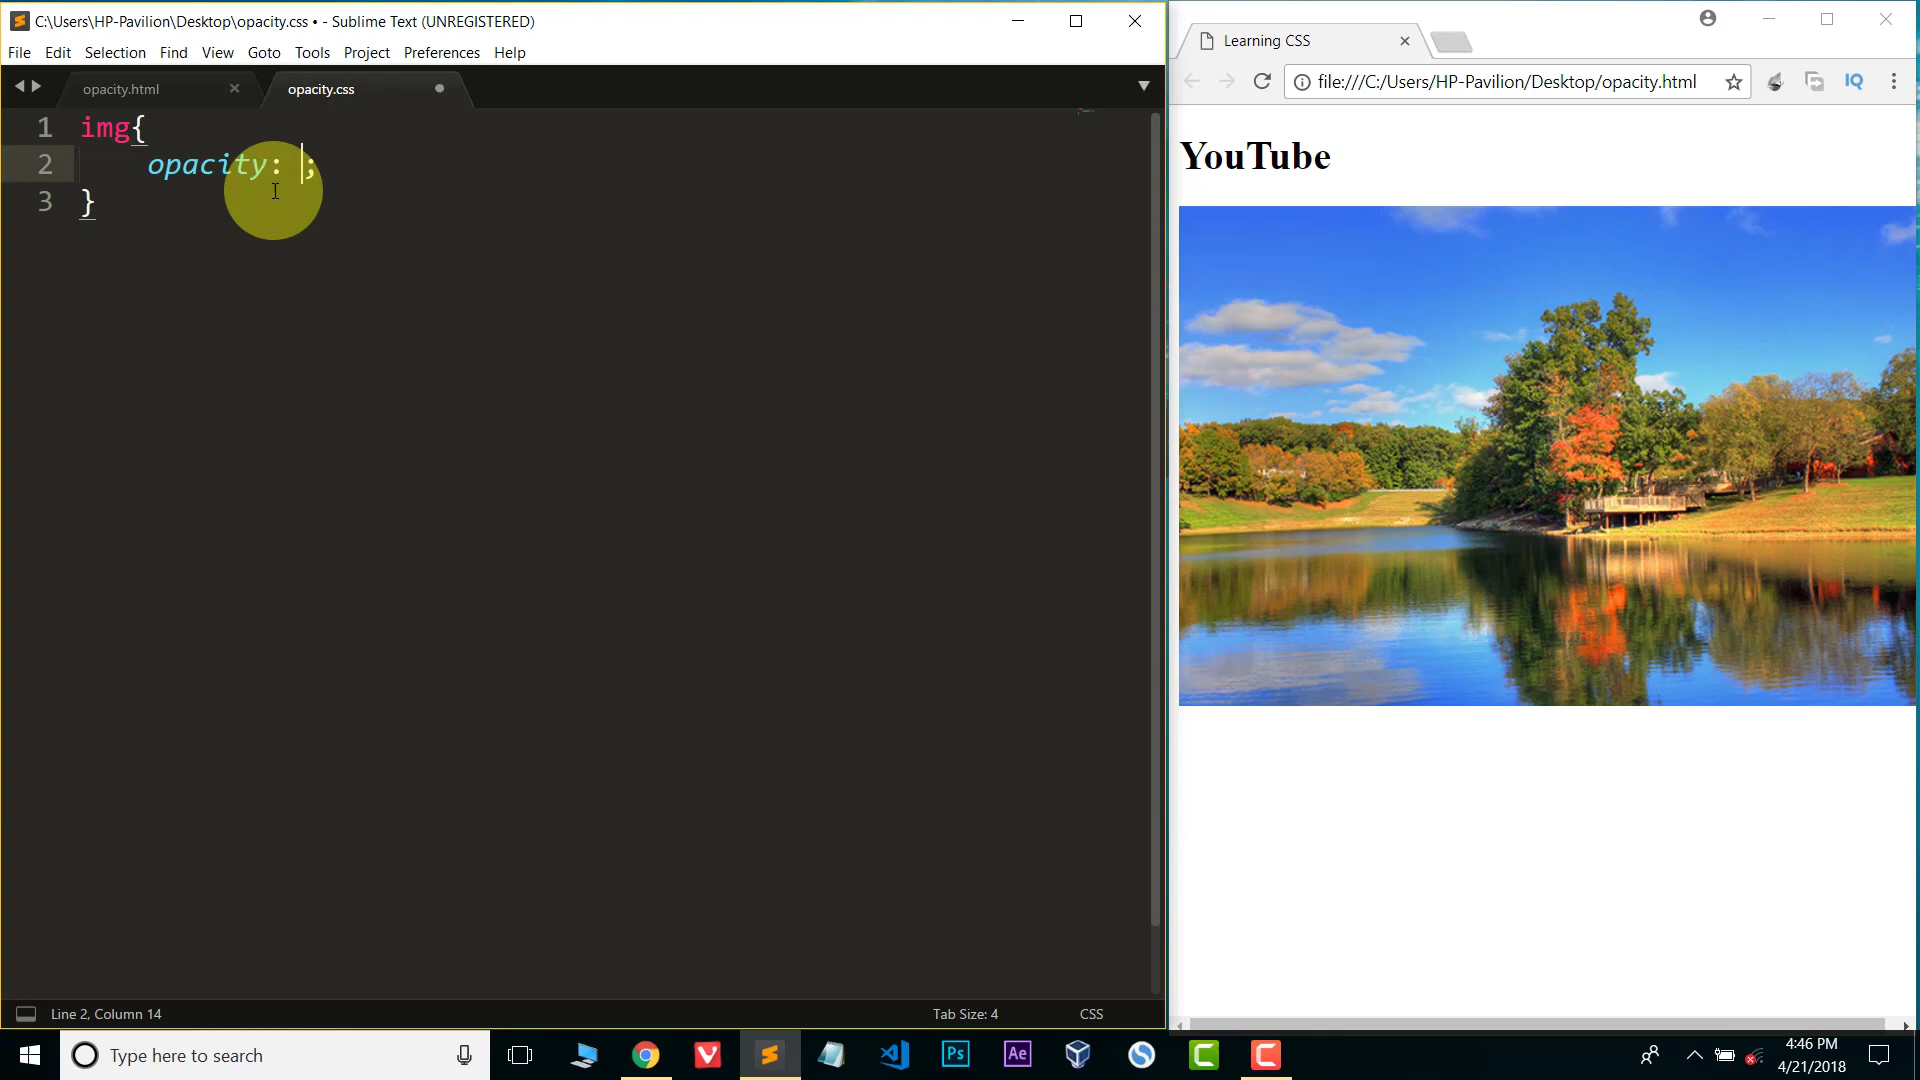 C:\Users\HP-Pavilion\Desktop\opacity.css • - Sublime Text (UNREGISTERED)
File Edit Selection Find View Goto Tools Project Preferences Help
opacity.html
opacity.css
1 img{
2 opacity: ;
3 }
Line 2, Column 14
Tab Size: 4
CSS
Learning CSS
file:///C:/Users/HP-Pavilion/Desktop/opacity.html
IQ
YouTube
Type here to search
Ps
Ae
4:46 PM
4/21/2018